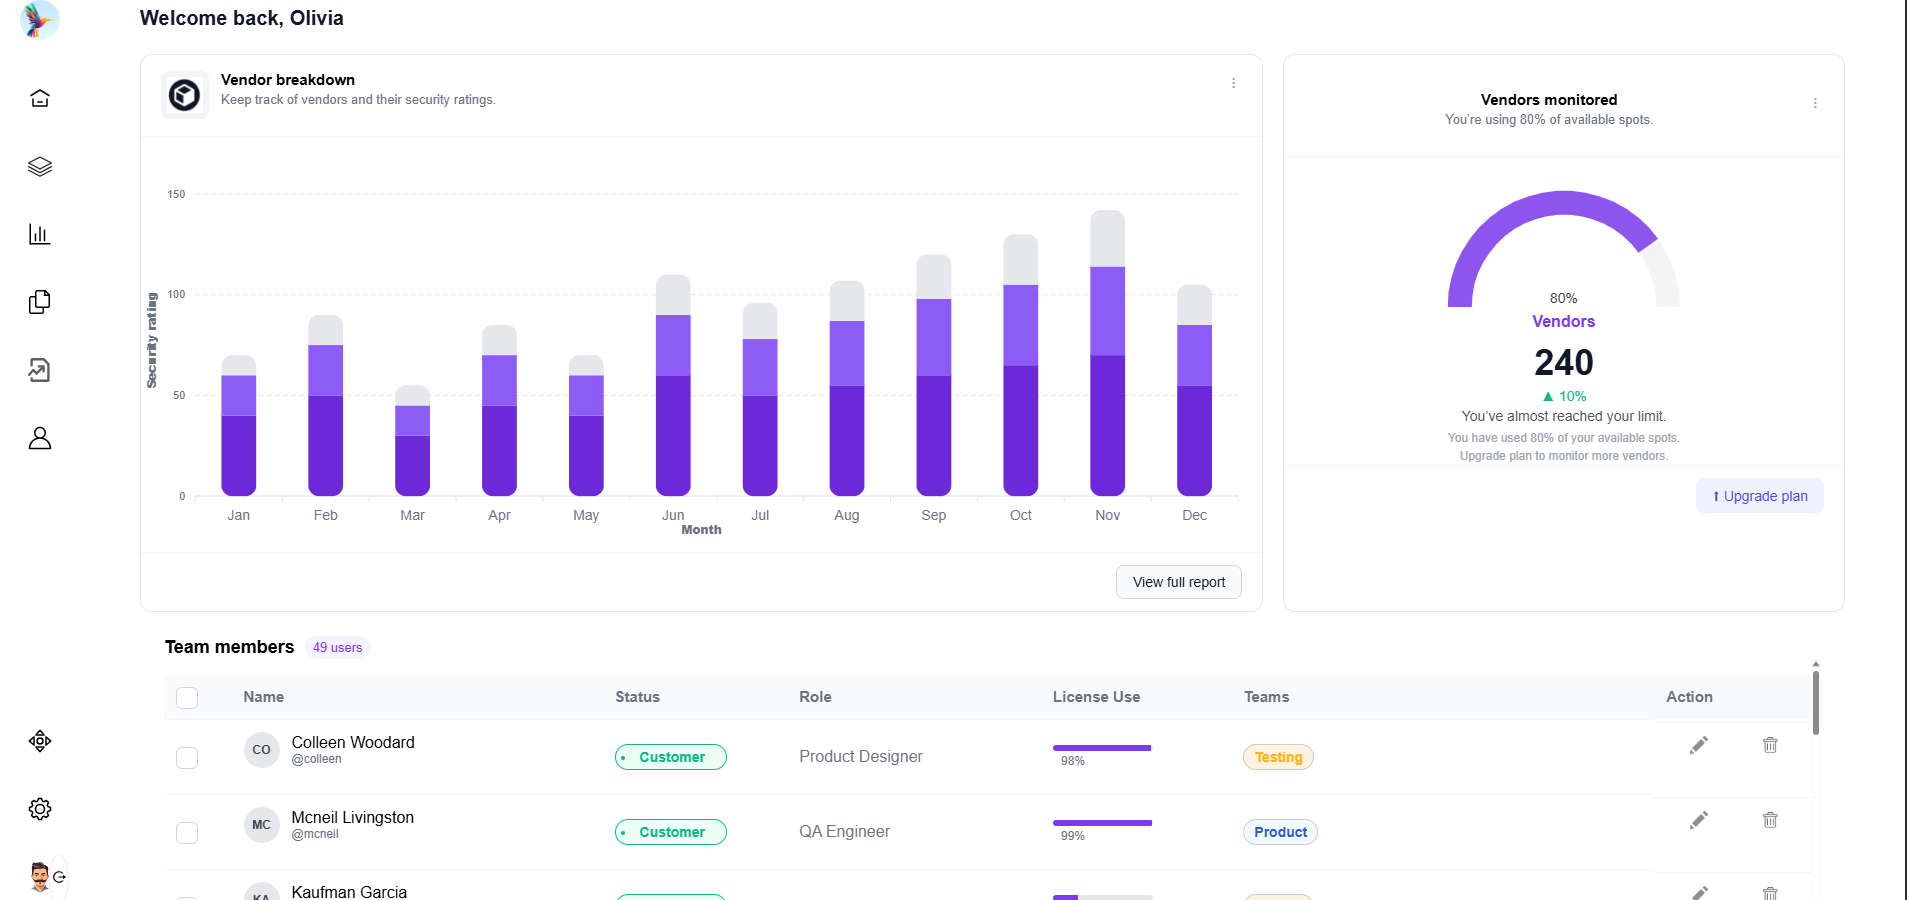 Welcome back, Olivia
Vendor breakdown
Keep track of vendors and their security ratings.
150
100
50
0
Security rating
Jan Feb Mar Apr May Jun Jul Aug Sep Oct Nov Dec
Month
View full report
Vendors monitored
You're using 80% of available spots.
80%
Vendors
240
▲ 10%
You've almost reached your limit.
You have used 80% of your available spots.
Upgrade plan to monitor more vendors.
⭡ Upgrade plan
Team members 49 users
Name Status Role License Use Teams Action
CO Colleen Woodard
@colleen
Customer Product Designer 98% Testing
MC Mcneil Livingston
@mcneil
Customer QA Engineer 99% Product
KA Kaufman Garcia